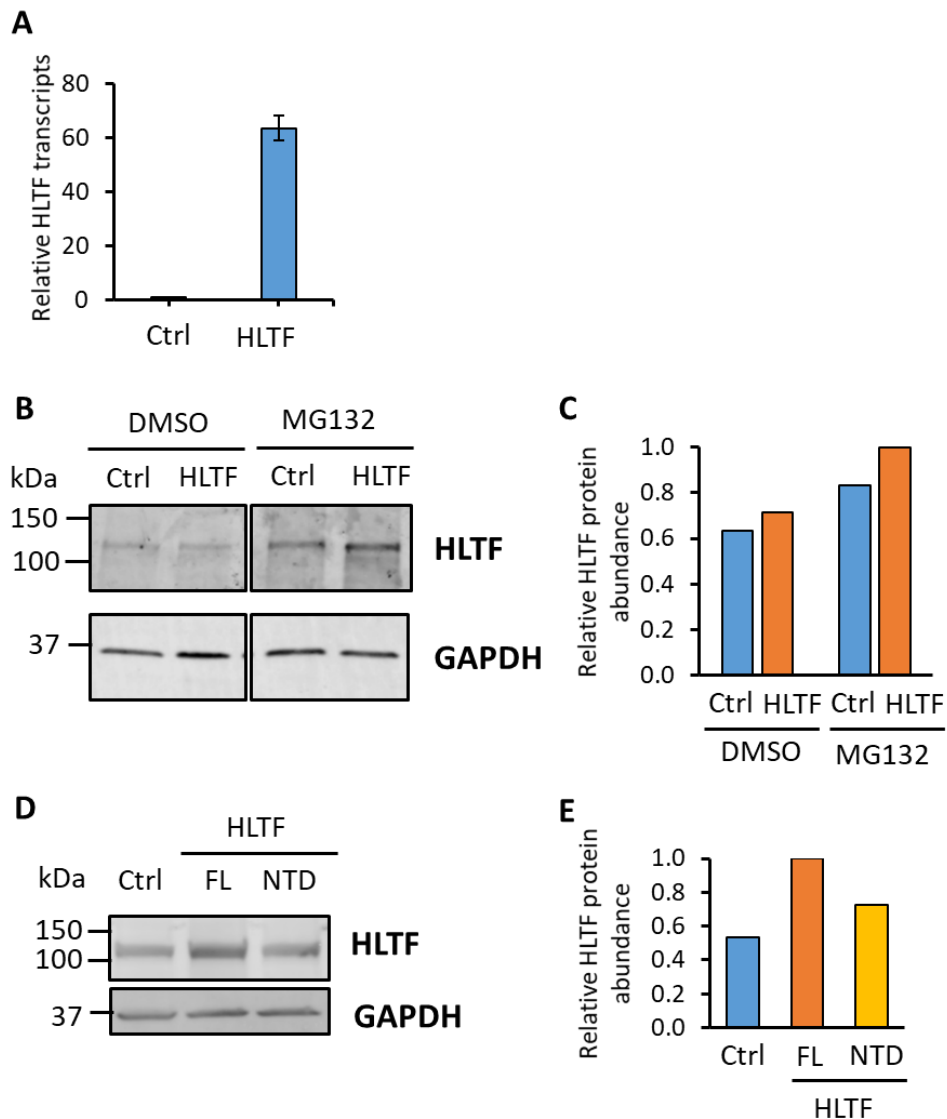 A
Relative HLTF transcripts
80
60
40
20
0
Ctrl HLTF
B
DMSO MG132
kDa Ctrl HLTF Ctrl HLTF
150
100
HLTF
37
GAPDH
C
Relative HLTF protein
abundance
1.0
0.8
0.6
0.4
0.2
0.0
Ctrl HLTF Ctrl HLTF
DMSO MG132
D
HLTF
kDa Ctrl FL NTD
150
100
HLTF
37
GAPDH
E
Relative HLTF protein
abundance
1.0
0.8
0.6
0.4
0.2
0.0
Ctrl FL NTD
HLTF